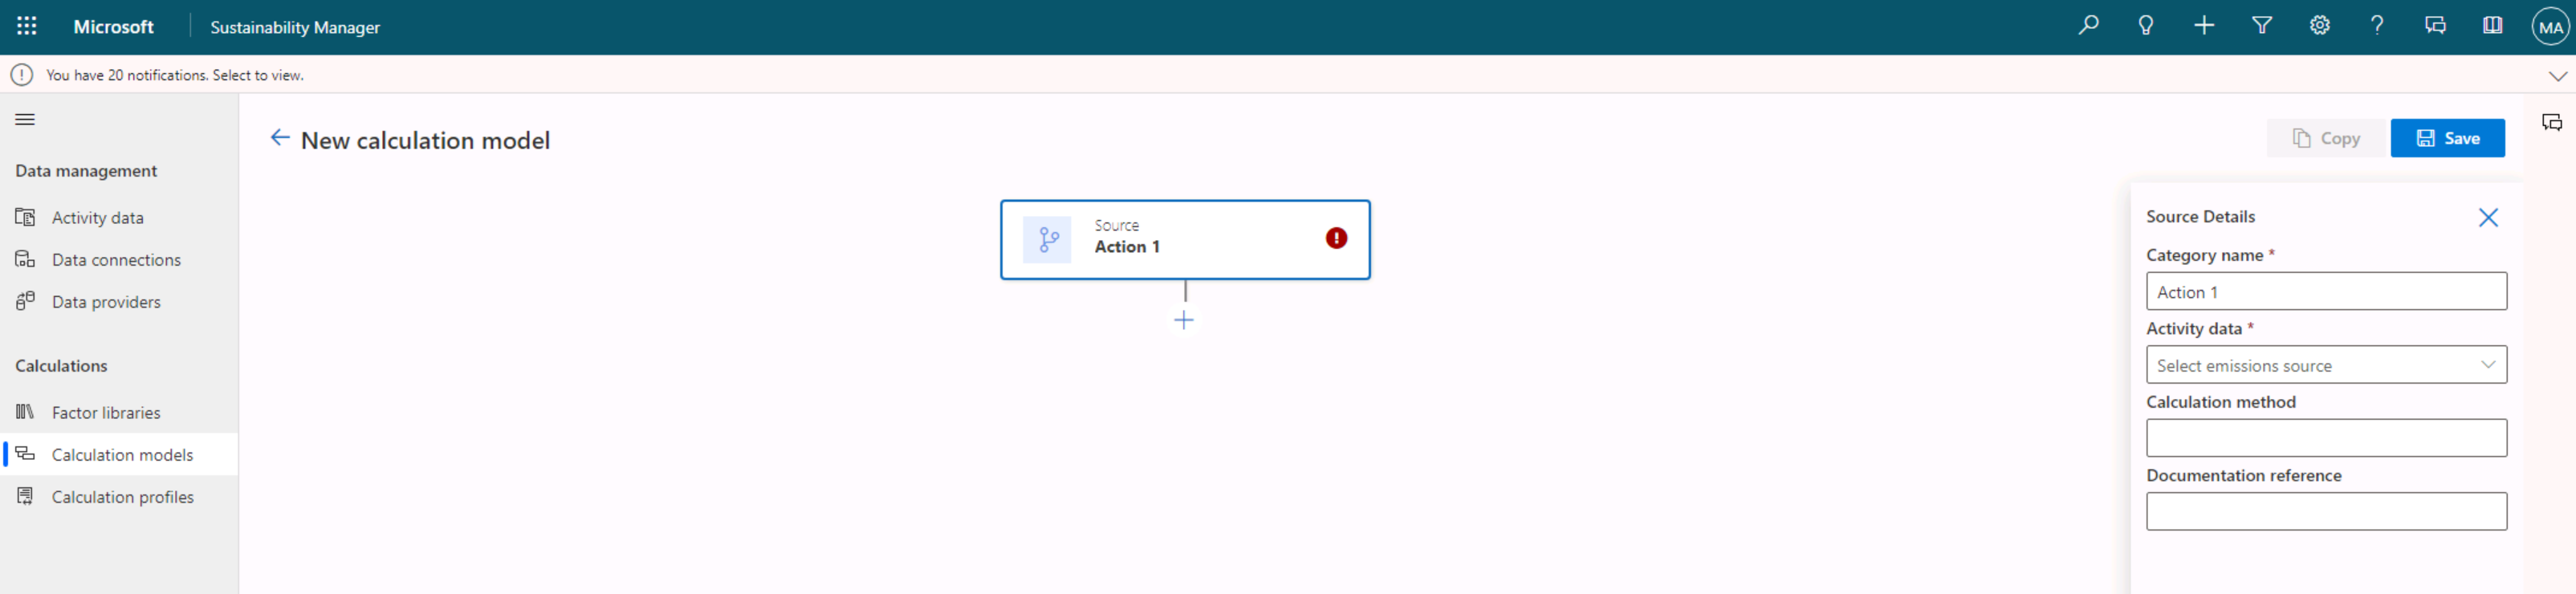 Microsoft
Sustainability Manager
MA
You have 20 notifications. Select to view.
New calculation model
Copy
Save
Data management
Activity data
Data connections
Data providers
Calculations
Factor libraries
Calculation models
Calculation profiles
Source
Action 1
Source Details
Category name *
Action 1
Activity data *
Select emissions source
Calculation method
Documentation reference